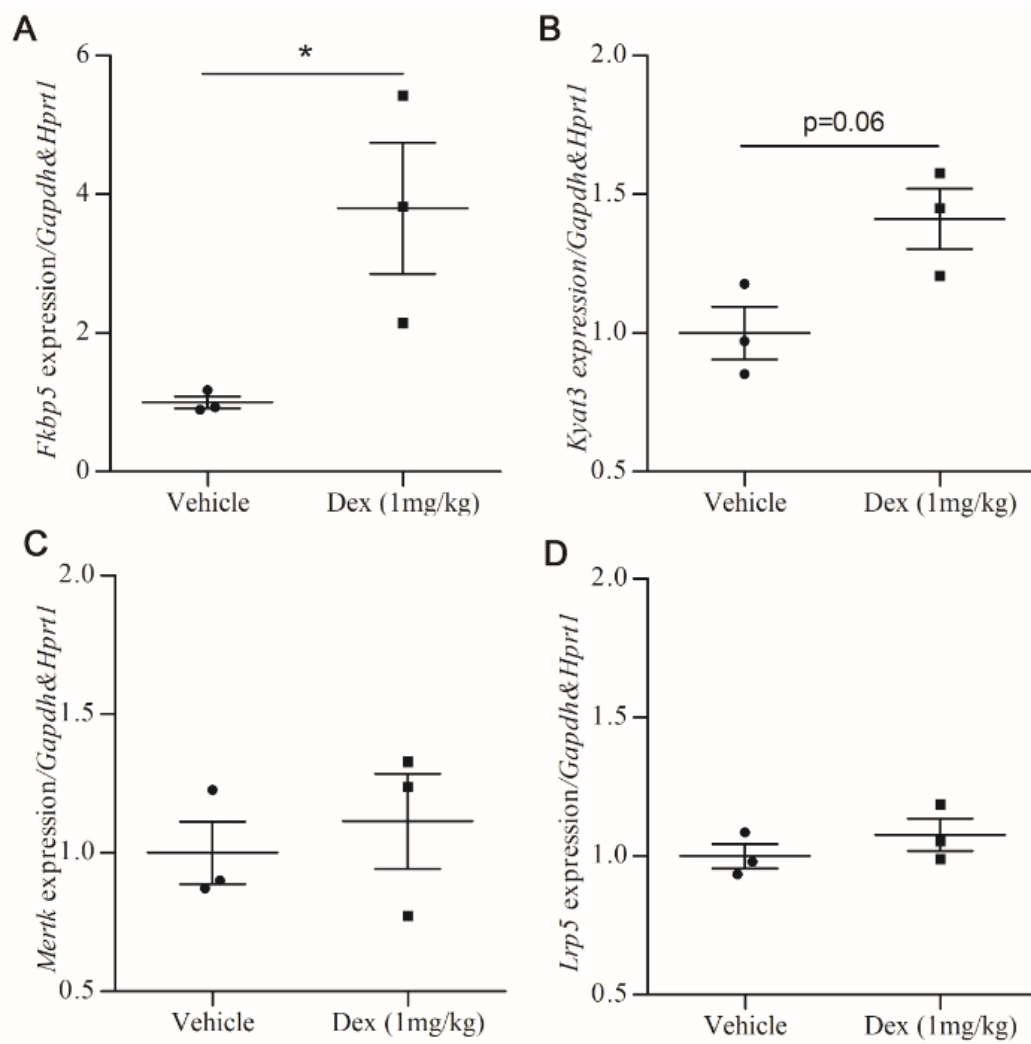 A
Fkbp5 expression/Gapdh&Hprt1
6
4
2
0
*
Vehicle
Dex (1mg/kg)
B
Kyat3 expression/Gapdh&Hprt1
2.0
1.5
1.0
0.5
p=0.06
Vehicle
Dex (1mg/kg)
C
Mertk expression/Gapdh&Hprt1
2.0
1.5
1.0
0.5
Vehicle
Dex (1mg/kg)
D
Lrp5 expression/Gapdh&Hprt1
2.0
1.5
1.0
0.5
Vehicle
Dex (1mg/kg)